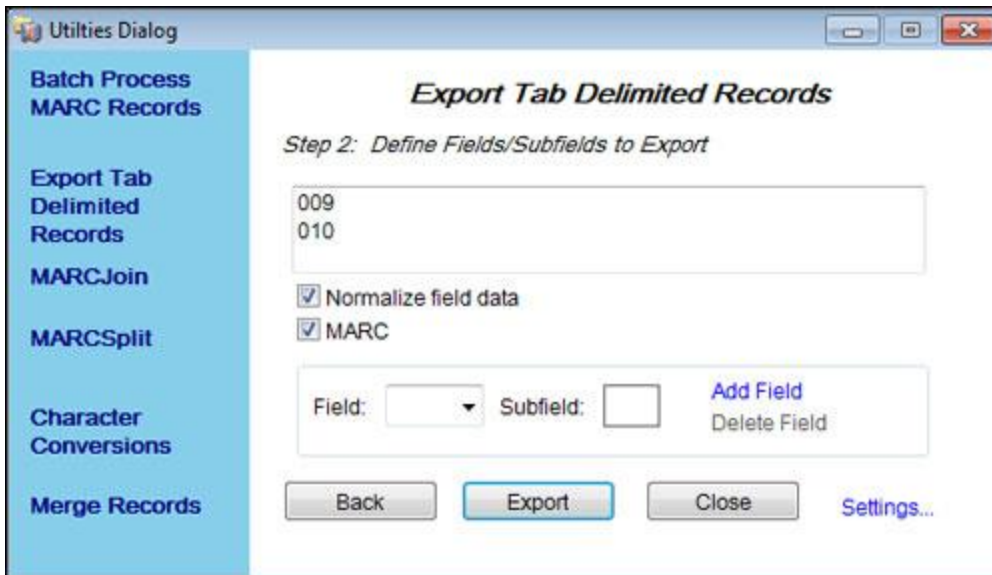 Utilties Dialog
Batch Process
MARC Records
Export Tab
Delimited
Records
MARCJoin
MARCSplit
Character
Conversions
Merge Records
Export Tab Delimited Records
Step 2: Define Fields/Subfields to Export
009
010
Normalize field data
MARC
Field:
Subfield:
Add Field
Delete Field
Back
Export
Close
Settings...